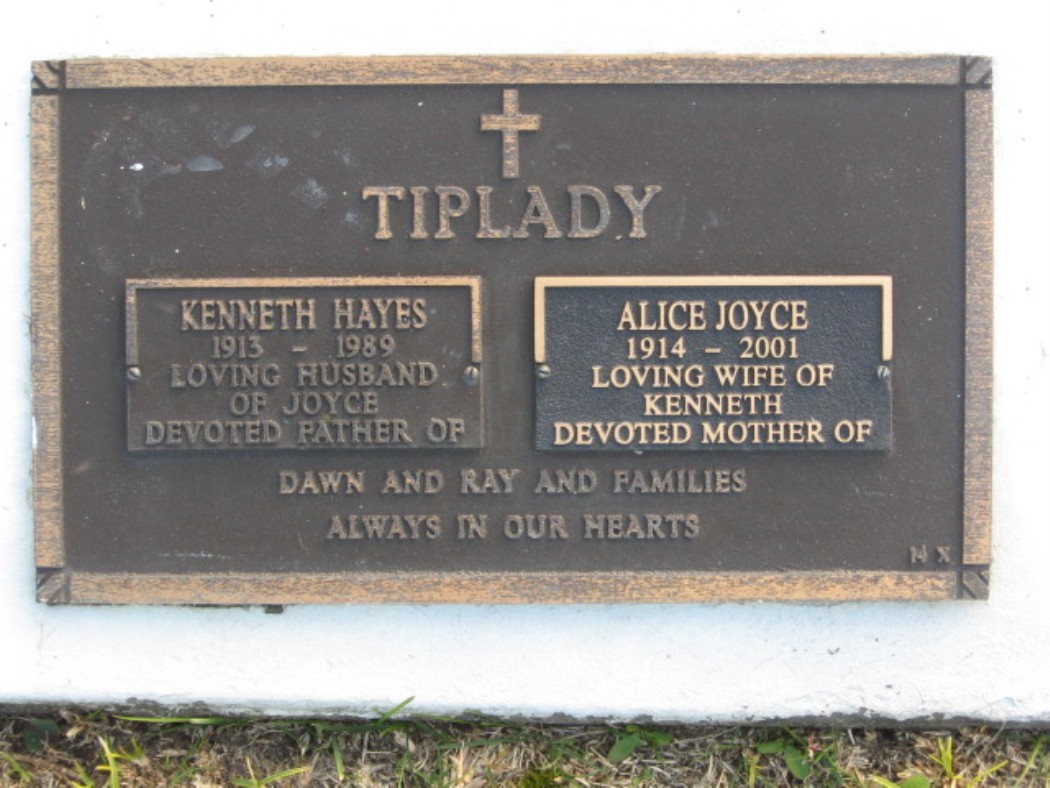 TIPLADY
KENNETH HAYES
1913 - 1989
LOVING HUSBAND
OF JOYCE
DEVOTED FATHER OF
ALICE JOYCE
1914 - 2001
LOVING WIFE OF
KENNETH
DEVOTED MOTHER OF
DAWN AND RAY AND FAMILIES
ALWAYS IN OUR HEARTS
14 X